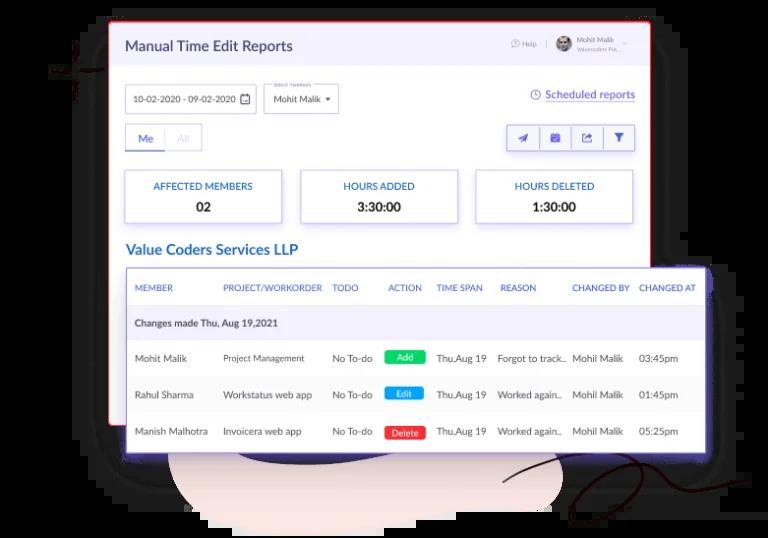 Manual Time Edit Reports
Help
Mohit Malik
Valuecoders Pvt...
Select members
10-02-2020 - 09-02-2020
Mohit Malik
Scheduled reports
Me All
AFFECTED MEMBERS HOURS ADDED HOURS DELETED
02 3:30:00 1:30:00
Value Coders Services LLP
MEMBER PROJECT/WORKORDER TODO ACTION TIME SPAN REASON CHANGED BY CHANGED AT
Changes made Thu, Aug 19,2021
Mohit Malik Project Management No To-do Add Thu,Aug 19 Forgot to track.. Mohil Malik 03:45pm
Rahul Sharma Workstatus web app No To-do Edit Thu,Aug 19 Worked again.. Mohil Malik 01:45pm
Manish Malhotra Invoicera web app No To-do Delete Thu,Aug 19 Worked again.. Mohil Malik 05:25pm